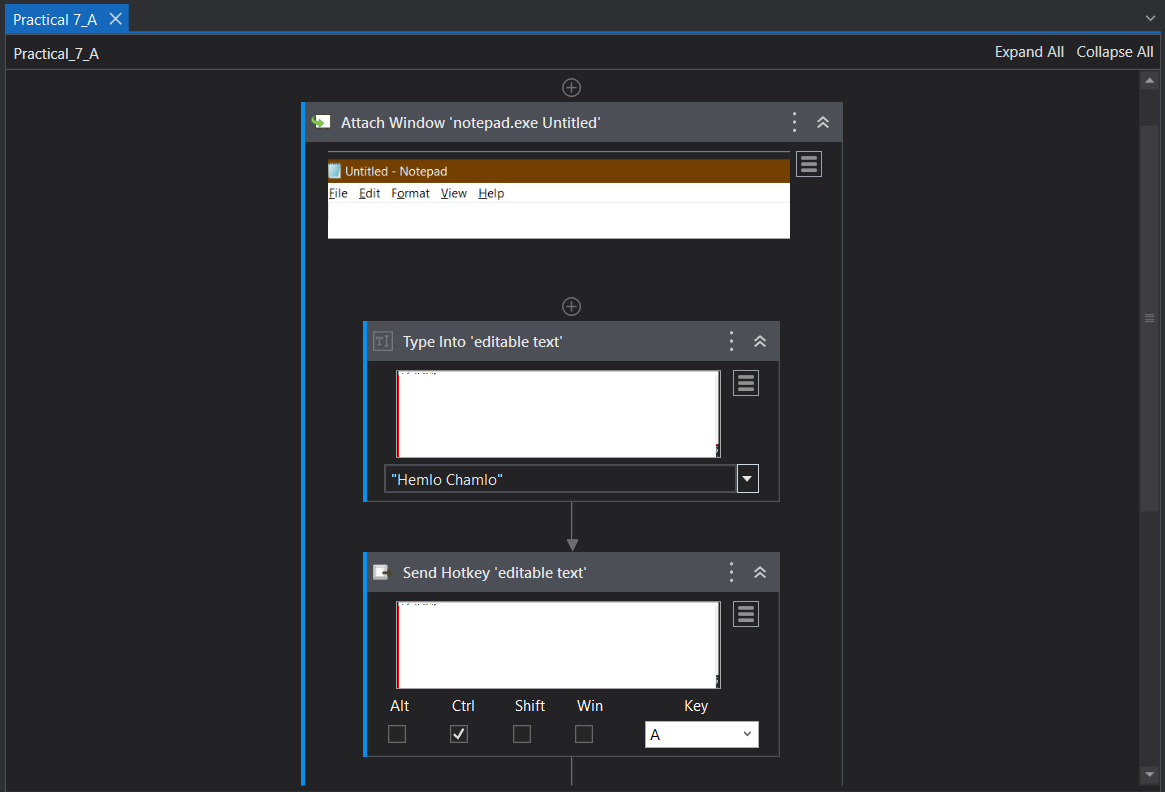 Practical 7_A
Practical_7_A
Expand All Collapse All
Attach Window 'notepad.exe Untitled'
Untitled - Notepad
File Edit Format View Help
Type Into 'editable text'
"Hemlo Chamlo"
Send Hotkey 'editable text'
Alt Ctrl Shift Win Key
A